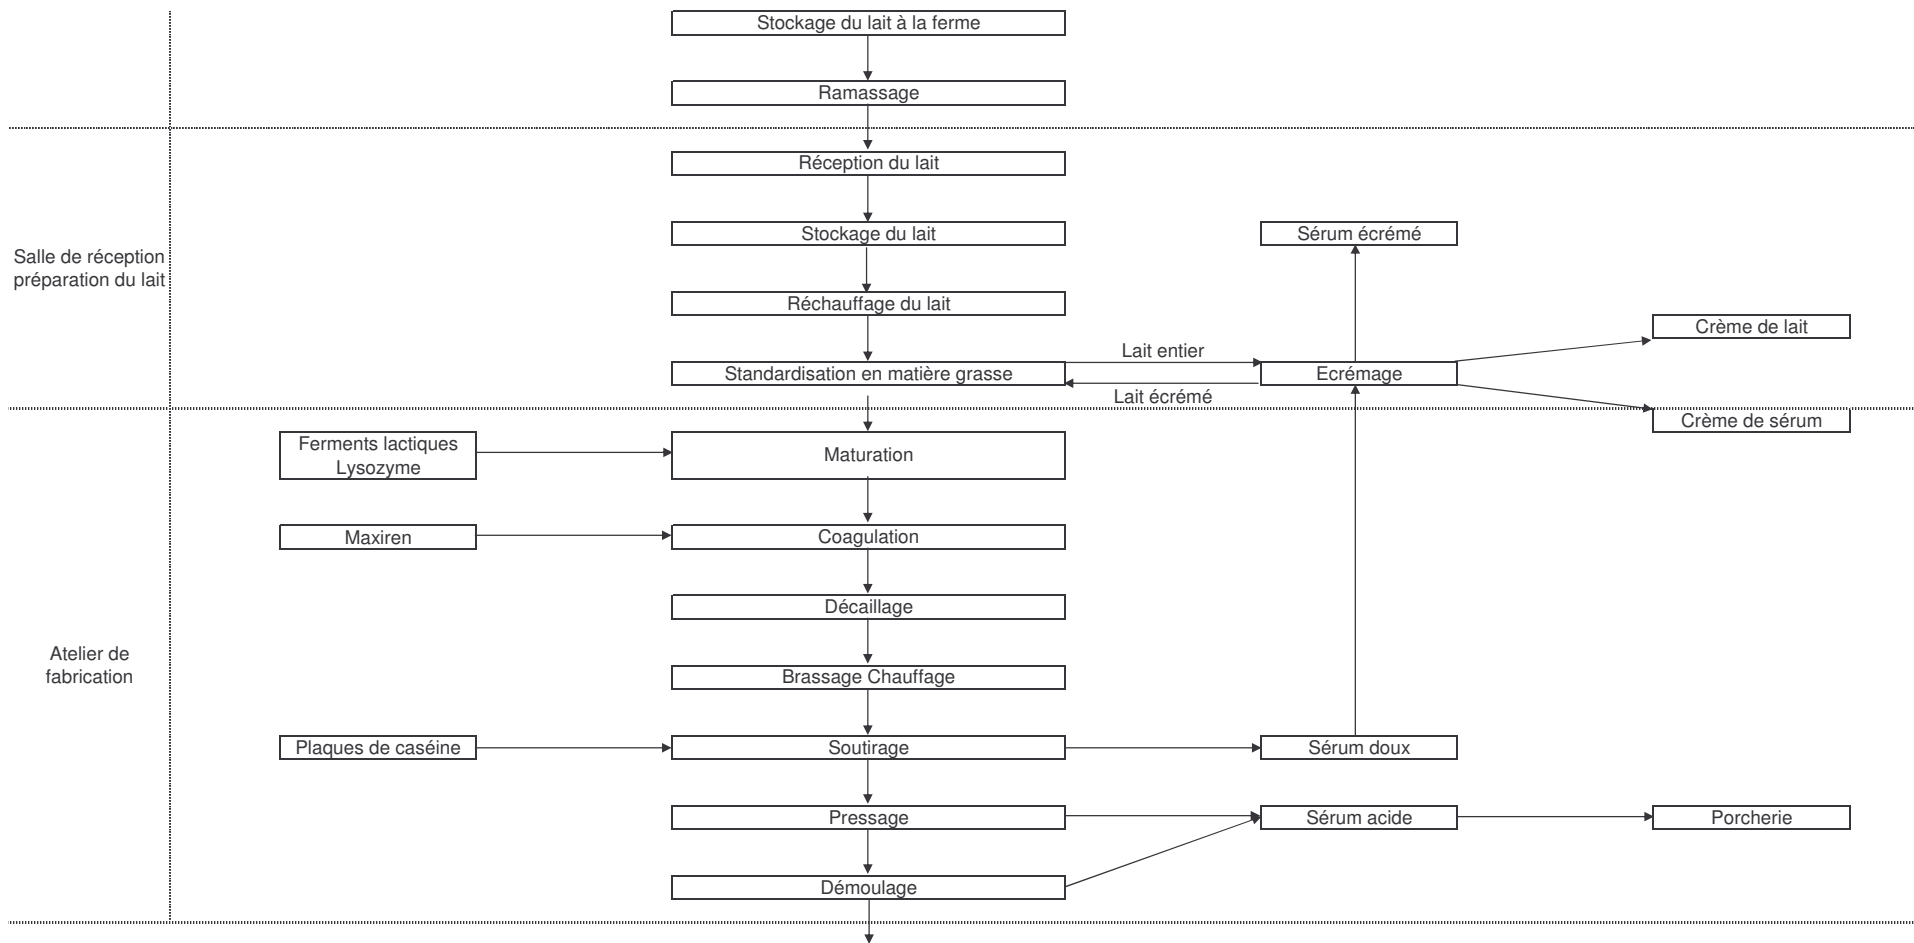 Stockage du lait à la ferme
Ramassage
Réception du lait
Stockage du lait
Sérum écrémé
Salle de réception
préparation du lait
Réchauffage du lait
Crème de lait
Lait entier
Standardisation en matière grasse
Ecrémage
Lait écrémé
Crème de sérum
Ferments lactiques
Lysozyme
Maturation
Maxiren
Coagulation
Décaillage
Atelier de
fabrication
Brassage Chauffage
Plaques de caséine
Soutirage
Sérum doux
Pressage
Sérum acide
Porcherie
Démoulage